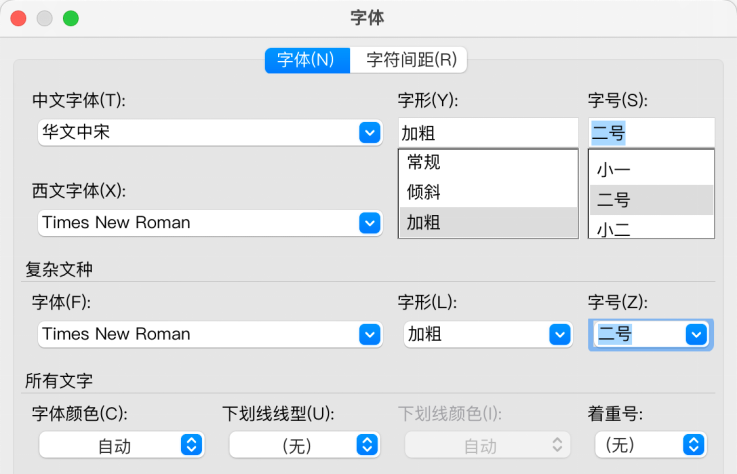 字体
字体(N) 字符间距(R)
中文字体(T): 字形(Y): 字号(S):
华文中宋 加粗 二号
常规 小一
倾斜 二号
加粗 小二
西文字体(X):
Times New Roman
复杂文种
字体(F): 字形(L): 字号(Z):
Times New Roman 加粗 二号
所有文字
字体颜色(C): 下划线线型(U): 下划线颜色(I): 着重号:
自动 (无) 自动 (无)